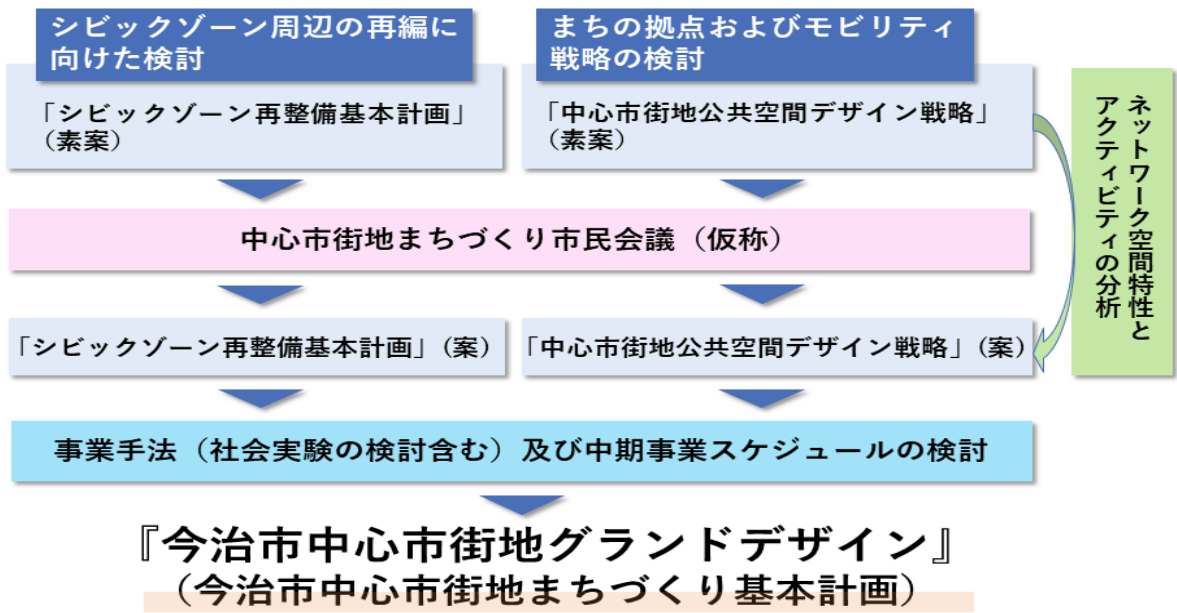 シビックゾーン周辺の再編に
向けた検討
「シビックゾーン再整備基本計画」
（素案）
まちの拠点およびモビリティ
戦略の検討
「中心市街地公共空間デザイン戦略」
（素案）
ネットワーク空間特性と
アクティビティの分析
中心市街地まちづくり市民会議（仮称）
「シビックゾーン再整備基本計画」（案）
「中心市街地公共空間デザイン戦略」（案）
事業手法（社会実験の検討含む）及び中期事業スケジュールの検討
『今治市中心市街地グランドデザイン』
（今治市中心市街地まちづくり基本計画）